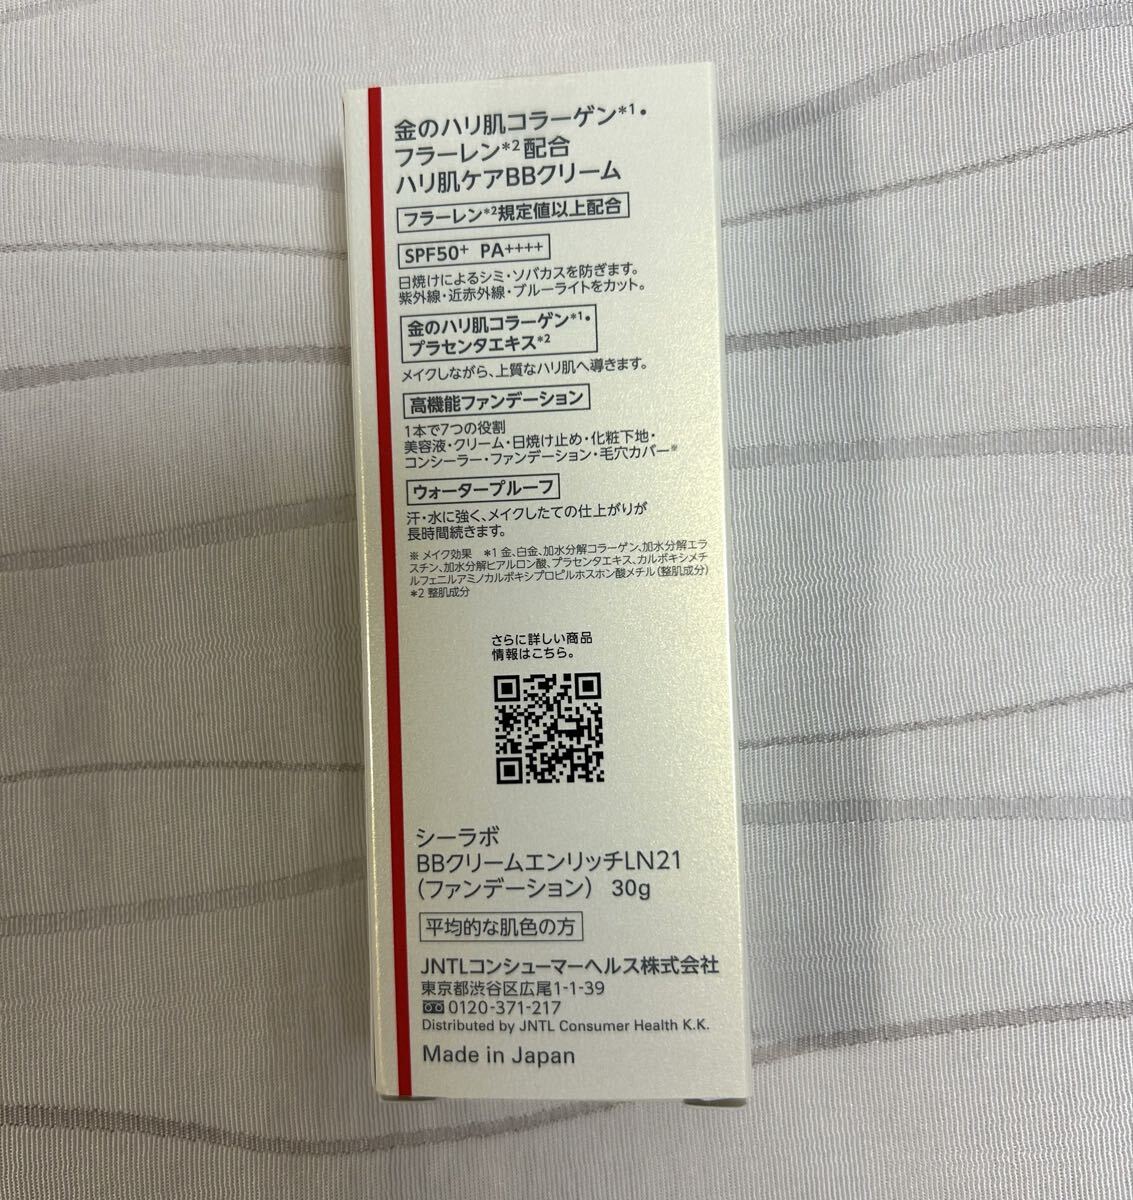 金のハリ肌コラーゲン*1・
フラーレン*2配合
ハリ肌ケアBBクリーム
フラーレン*2規定値以上配合
SPF50+ PA++++
日焼けによるシミ・ソバカスを防ぎます。
紫外線・近赤外線・ブルーライトをカット。
金のハリ肌コラーゲン*1・
プラセンタエキス*2
メイクしながら、上質なハリ肌へ導きます。
高機能ファンデーション
1本で7つの役割
美容液・クリーム・日焼け止め・化粧下地・
コンシーラー・ファンデーション・毛穴カバー※
ウォータープルーフ
汗・水に強く、メイクしたての仕上がりが
長時間続きます。
※ メイク効果 *1 金、白金、加水分解コラーゲン、加水分解エラ
スチン、加水分解ヒアルロン酸、プラセンタエキス、カルボキシメチ
ルフェニルアミノカルボキシプロピルホスホン酸メチル(整肌成分)
*2 整肌成分
さらに詳しい商品
情報はこちら。
シーラボ
BBクリームエンリッチLN21
(ファンデーション) 30g
平均的な肌色の方
JNTLコンシューマーヘルス株式会社
東京都渋谷区広尾1-1-39
0120-371-217
Distributed by JNTL Consumer Health K.K.
Made in Japan